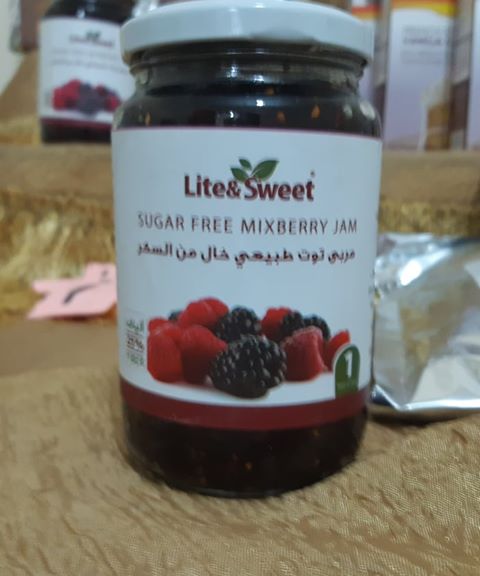 Lite&Sweet
SUGAR FREE MIXBERRY JAM
مربى توت طبيعي خال من السكر
1